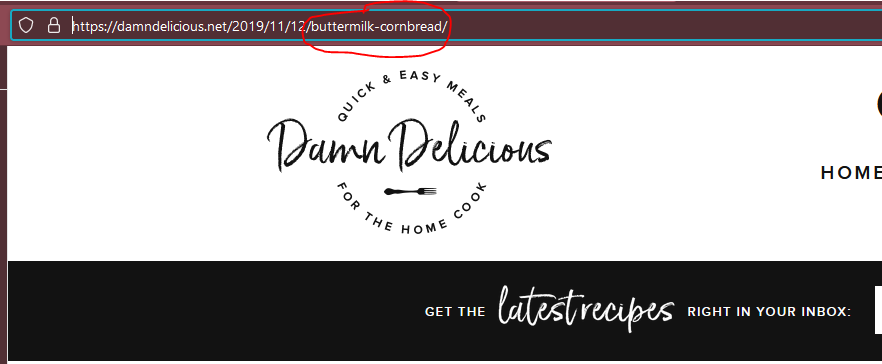 https://damndelicious.net/2019/11/12/buttermilk-cornbread/
QUICK & EASY MEALS
Damn Delicious
FOR THE HOME COOK
HOME
GET THE latest recipes RIGHT IN YOUR INBOX: